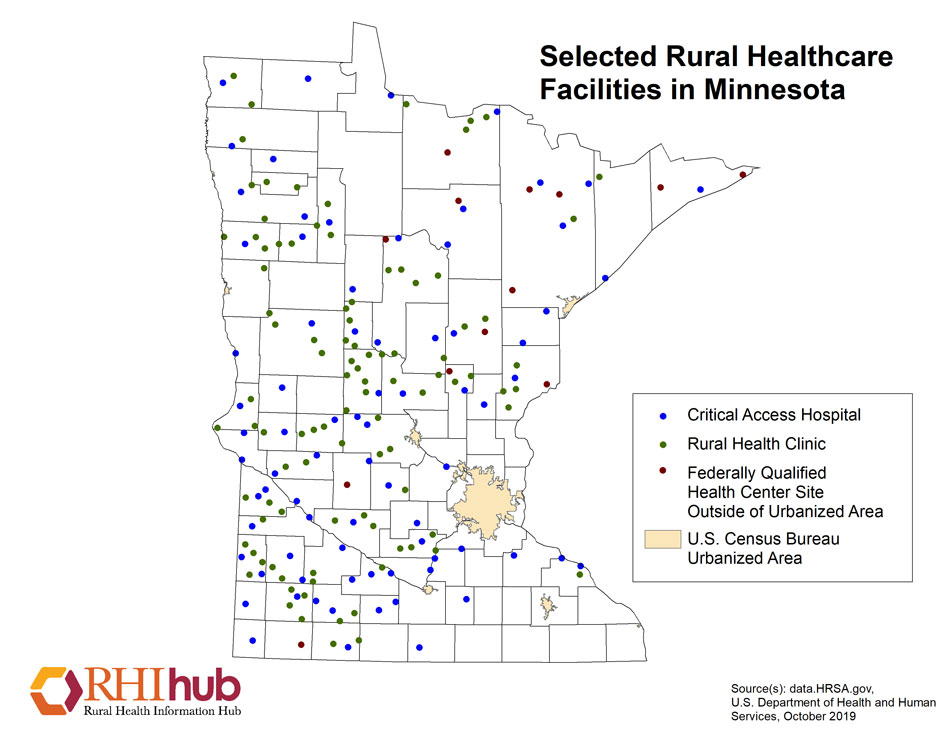 Selected Rural Healthcare
Facilities in Minnesota
Critical Access Hospital
Rural Health Clinic
Federally Qualified
Health Center Site
Outside of Urbanized Area
U.S. Census Bureau
Urbanized Area
RHIhub
Rural Health Information Hub
Source(s): data.HRSA.gov,
U.S. Department of Health and Human
Services, October 2019